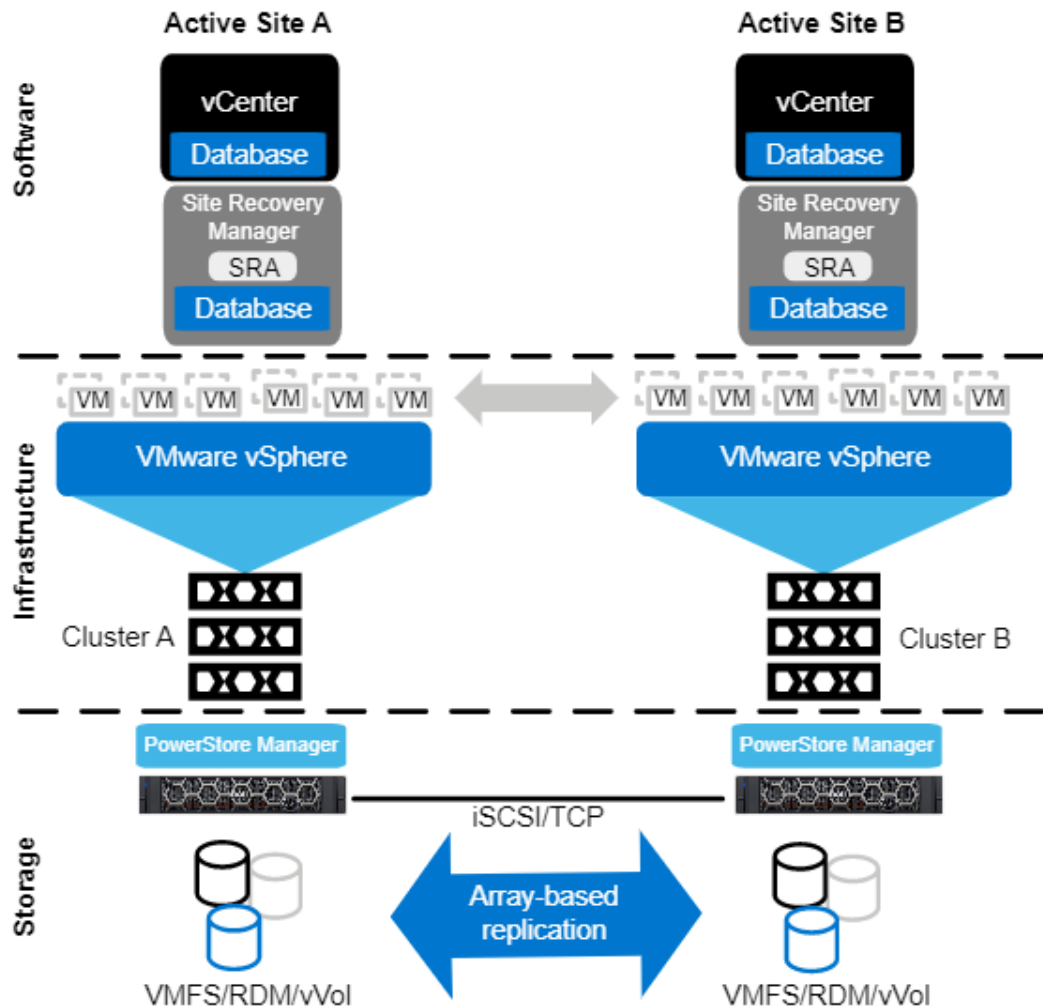 Active Site A
Active Site B
Software
vCenter
Database
Site Recovery
Manager
SRA
Database
vCenter
Database
Site Recovery
Manager
SRA
Database
Infrastructure
VM VM VM VM VM VM
VMware vSphere
Cluster A
VM VM VM VM VM VM
VMware vSphere
Cluster B
Storage
PowerStore Manager
PowerStore Manager
iSCSI/TCP
Array-based
replication
VMFS/RDM/vVol
VMFS/RDM/vVol